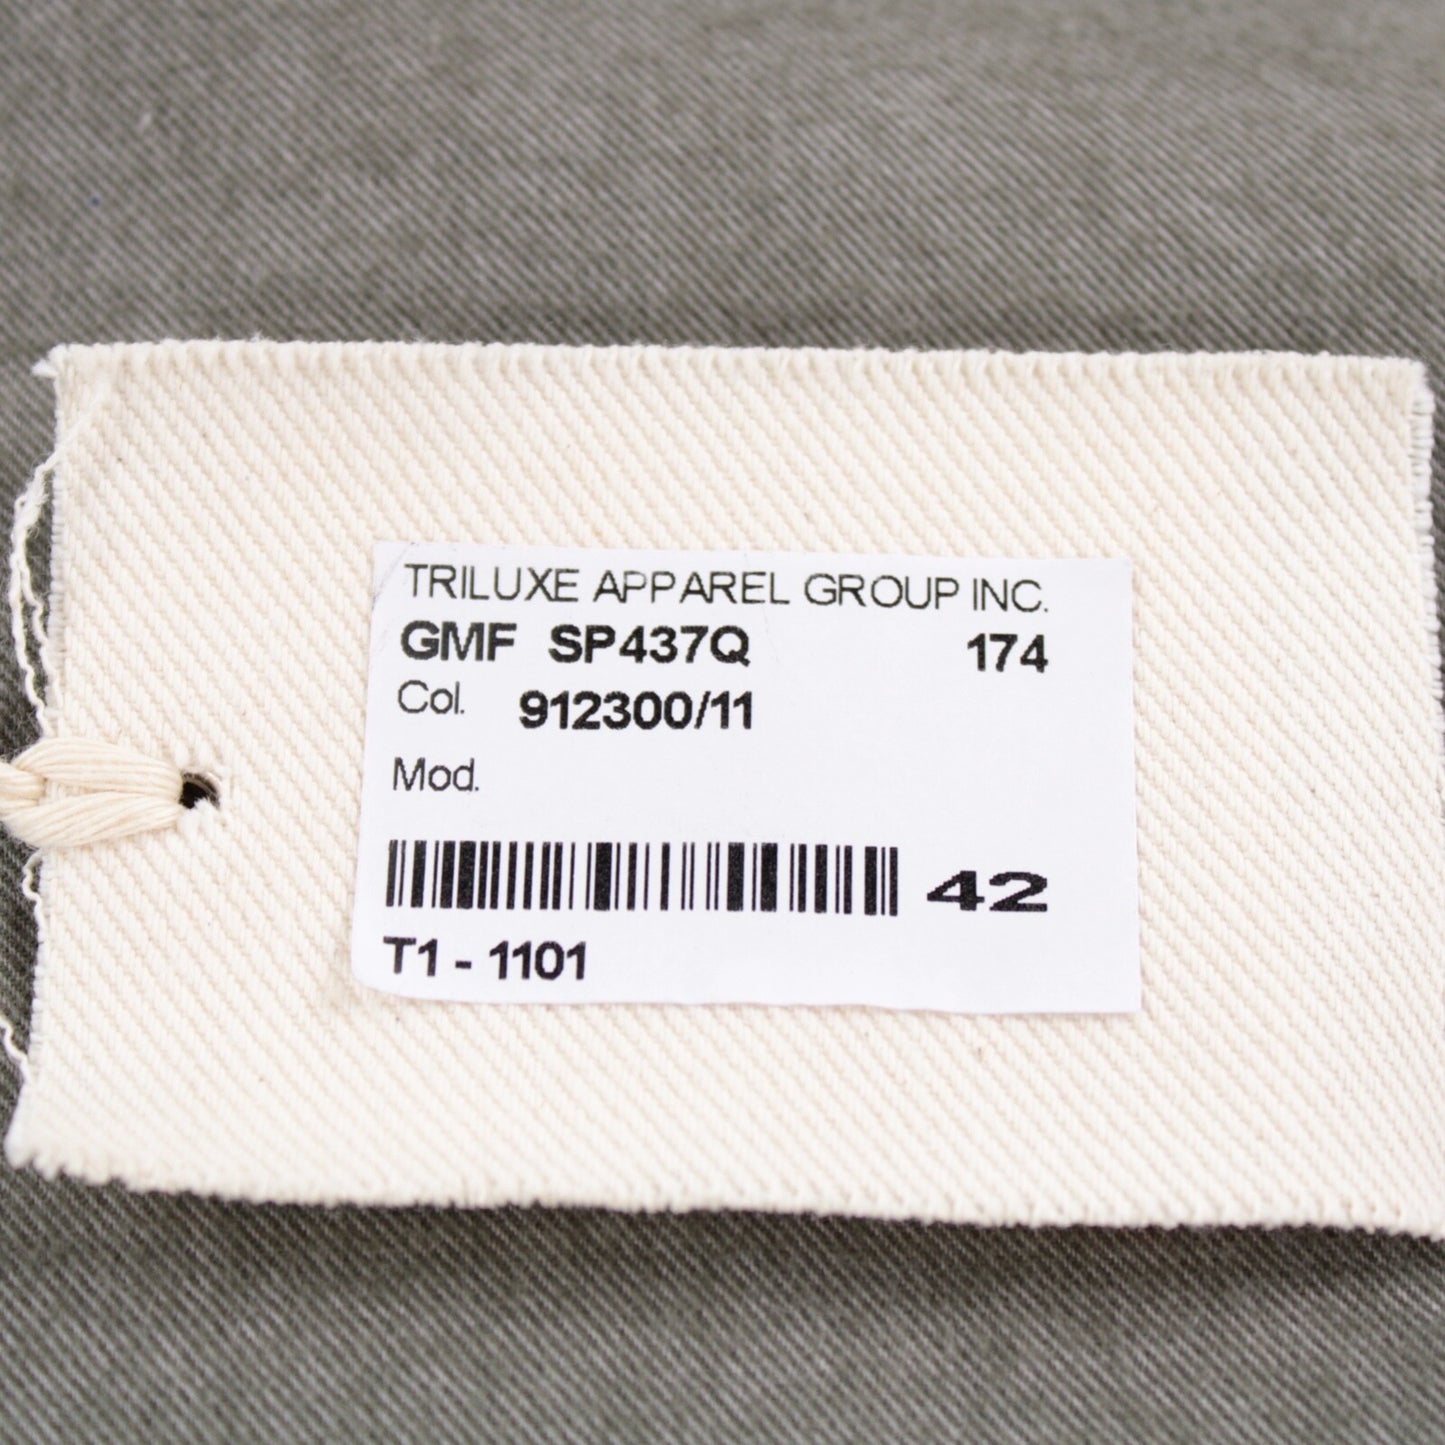 TRILUXE APPAREL GROUP INC.
GMF SP437Q 174
Col. 912300/11
Mod.
42
T1 - 1101